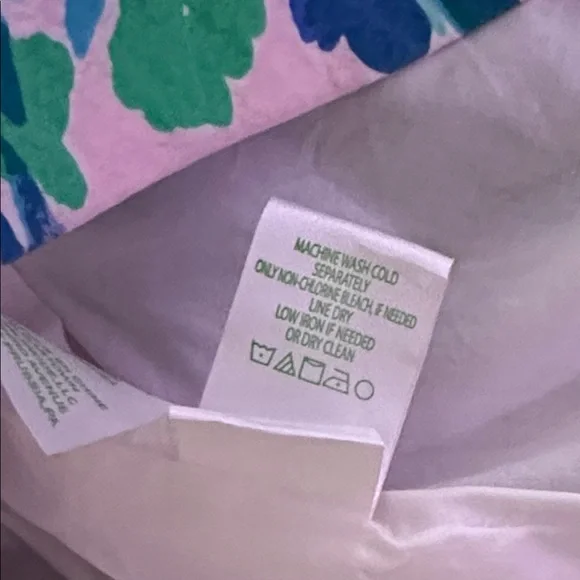 MACHINE WASH COLD
SEPARATELY
ONLY NON-CHLORINE BLEACH, IF NEEDED
LINE DRY
LOW IRON IF NEEDED
OR DRY CLEAN
LLC